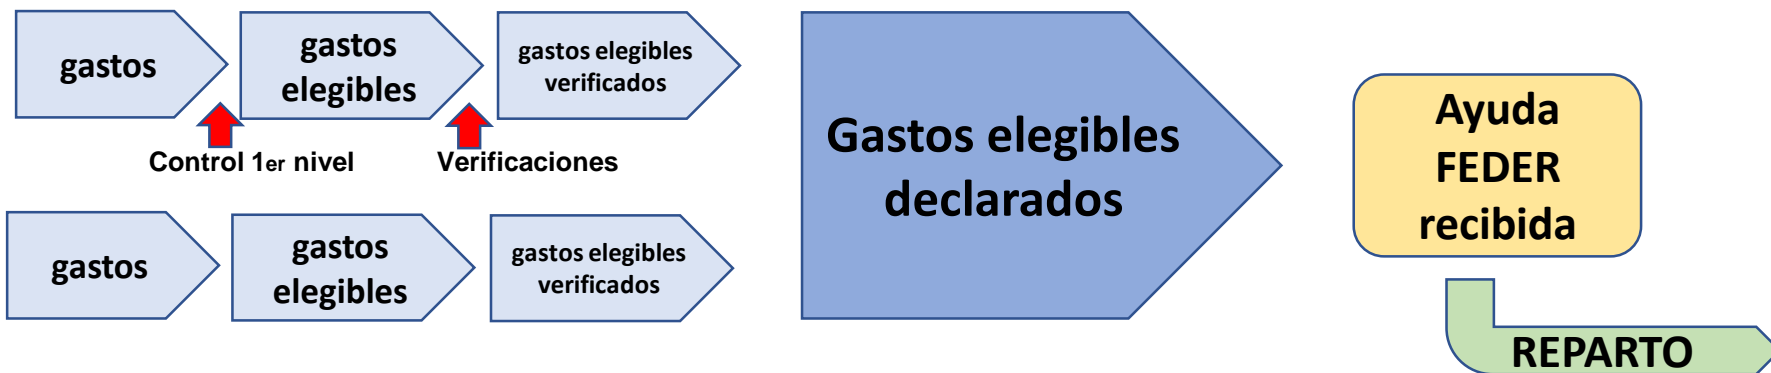 gastos
gastos
elegibles
gastos elegibles
verificados
Control 1er nivel
Verificaciones
gastos
gastos
elegibles
gastos elegibles
verificados
Gastos elegibles
declarados
Ayuda
FEDER
recibida
REPARTO